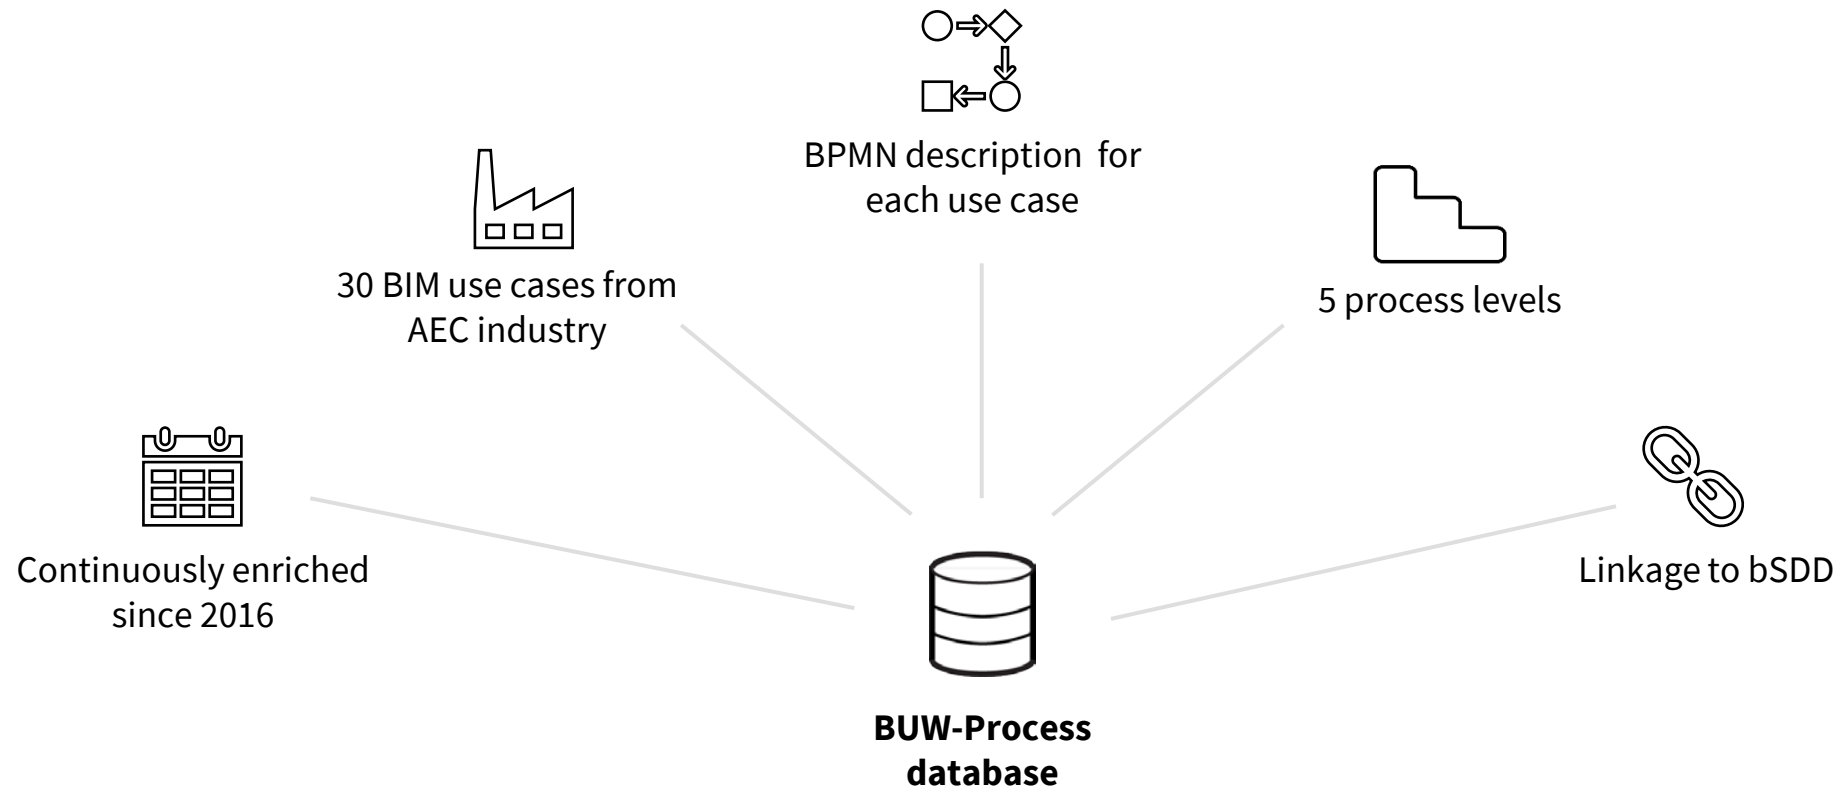 BPMN description  for
each use case
30 BIM use cases from
AEC industry
5 process levels
Continuously enriched
since 2016
Linkage to bSDD
BUW-Process
database